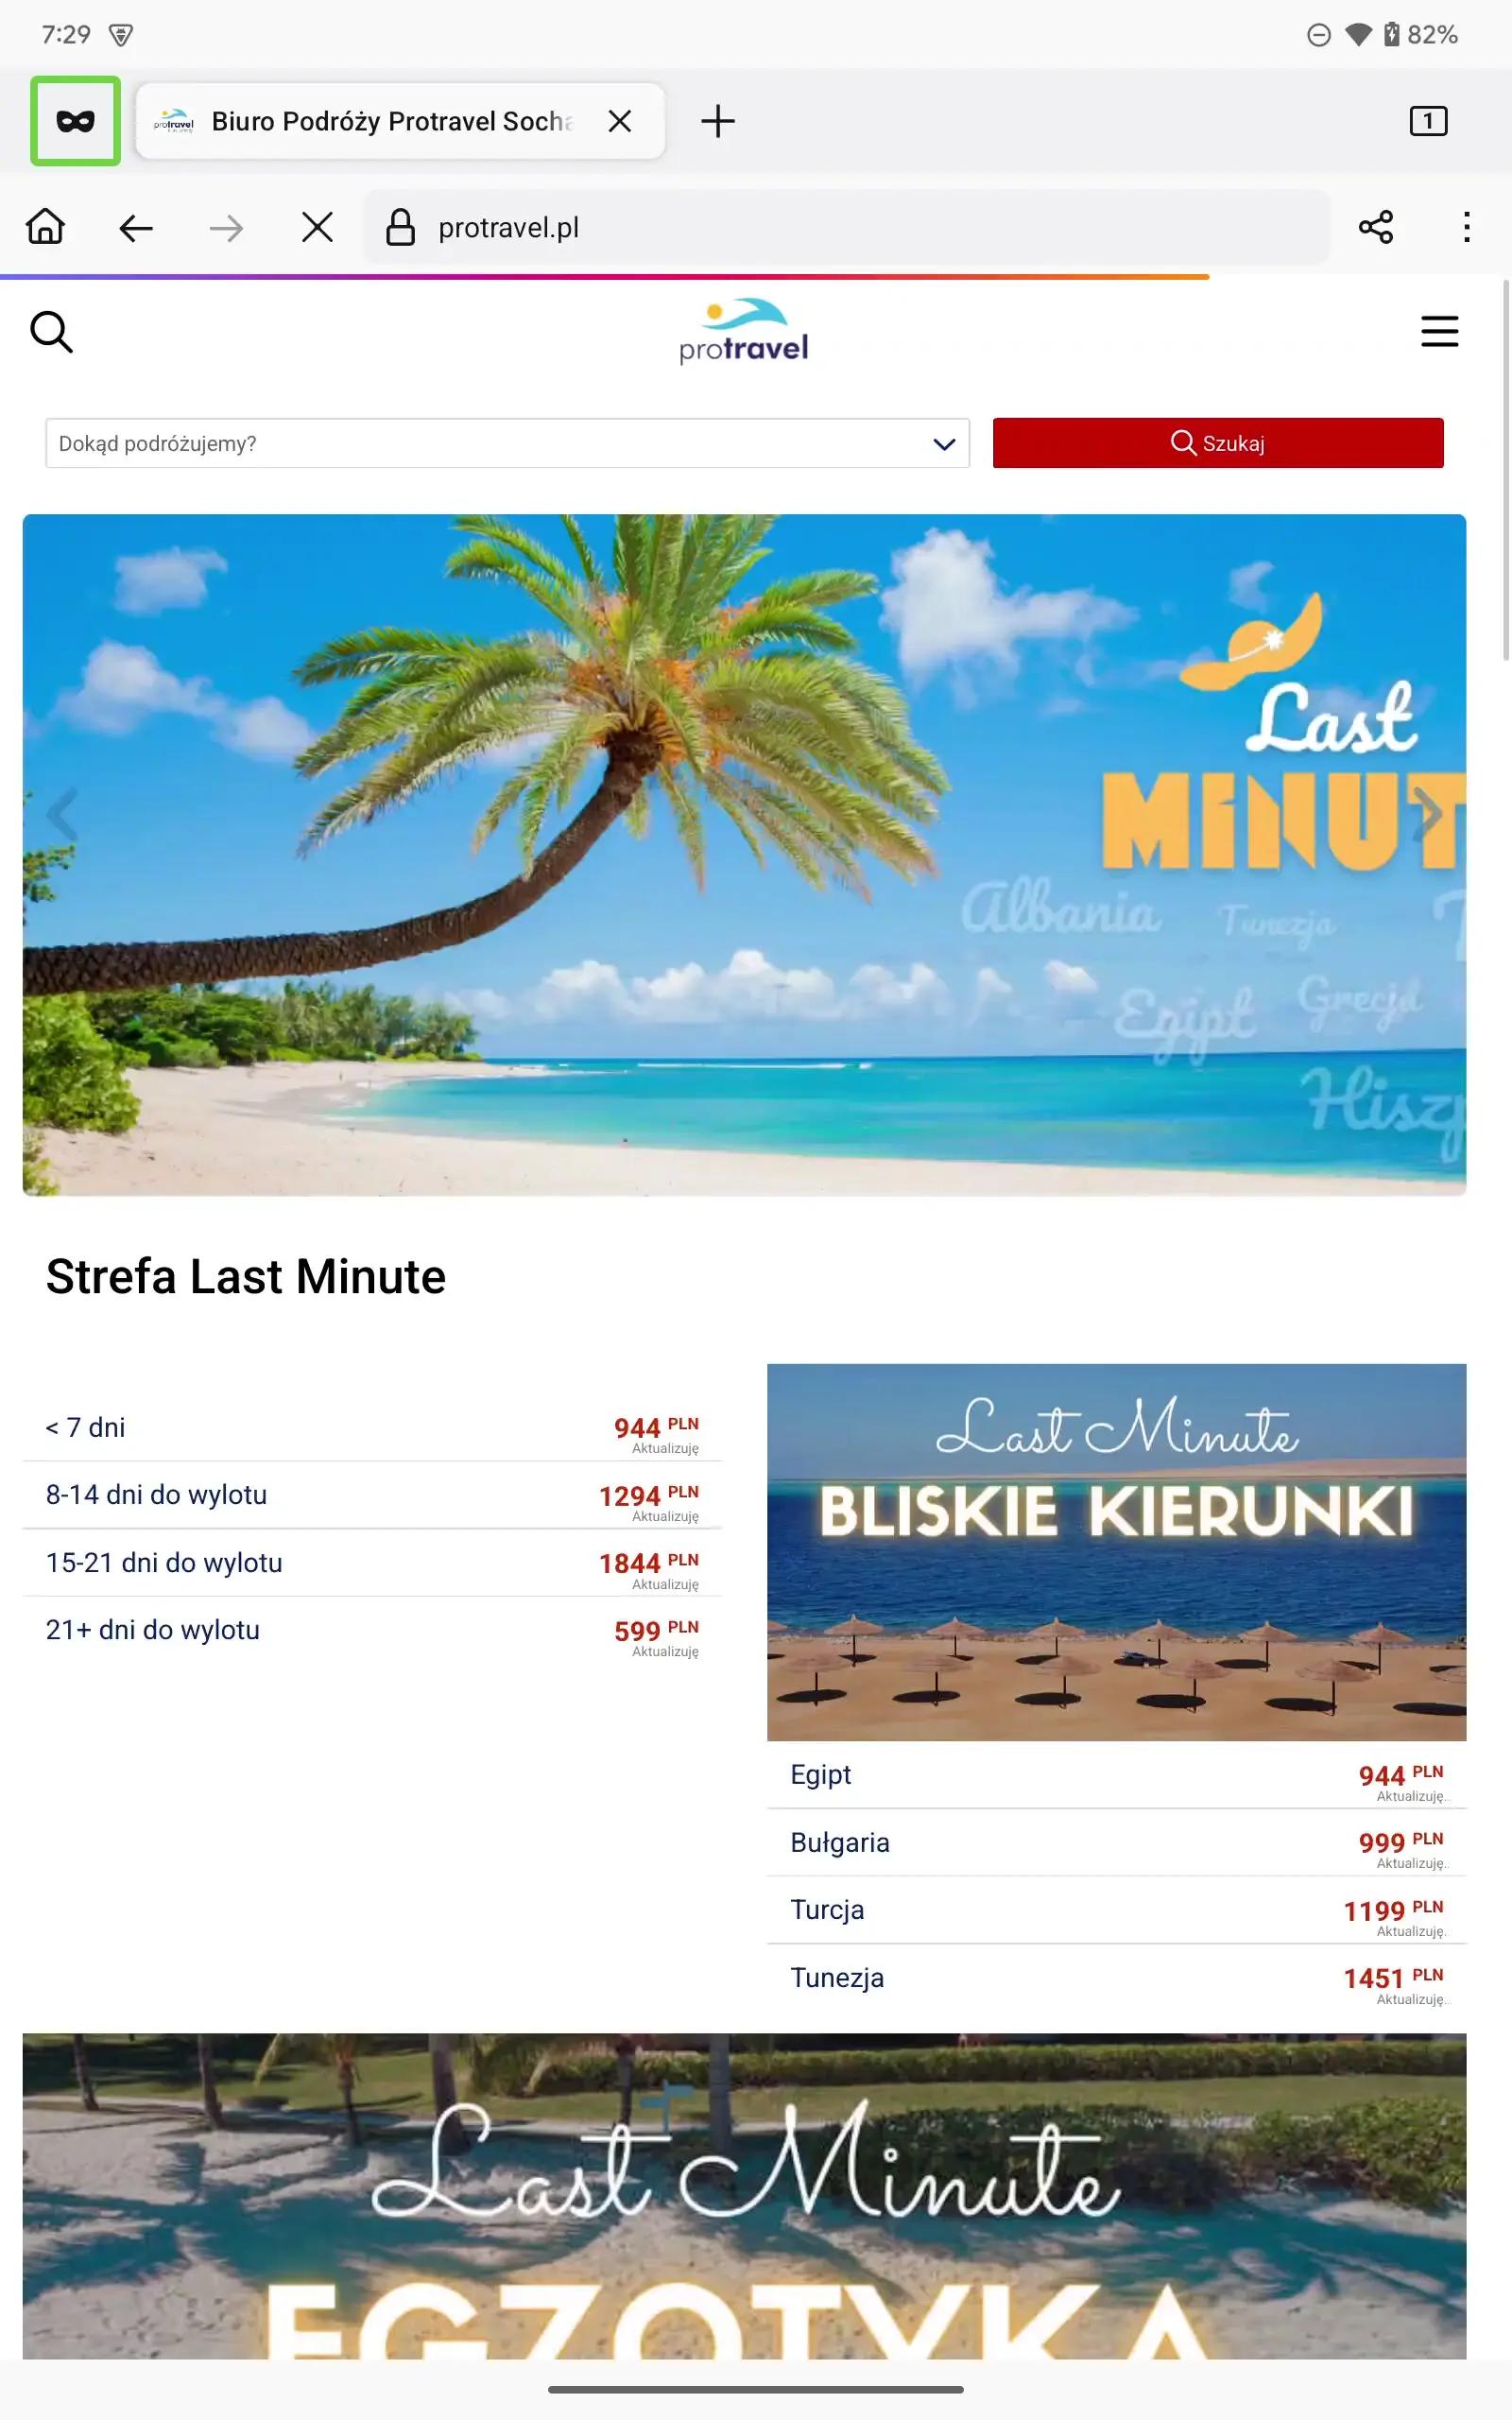 7:29
82%
Biuro Podróży Protravel Socha
1
protravel.pl
protravel
Dokąd podróżujemy?
Szukaj
Last
MINUT
Albania
Tunezja
Egipt
Grecja
Hiszp
Strefa Last Minute
< 7 dni
944 PLN
Aktualizuję
8-14 dni do wylotu
1294 PLN
Aktualizuję
15-21 dni do wylotu
1844 PLN
Aktualizuję
21+ dni do wylotu
599 PLN
Aktualizuję
Last Minute
BLISKIE KIERUNKI
Egipt
944 PLN
Aktualizuję..
Bułgaria
999 PLN
Aktualizuję..
Turcja
1199 PLN
Aktualizuję.
Tunezja
1451 PLN
Aktualizuję..
Last Minute
EGZOTYKA